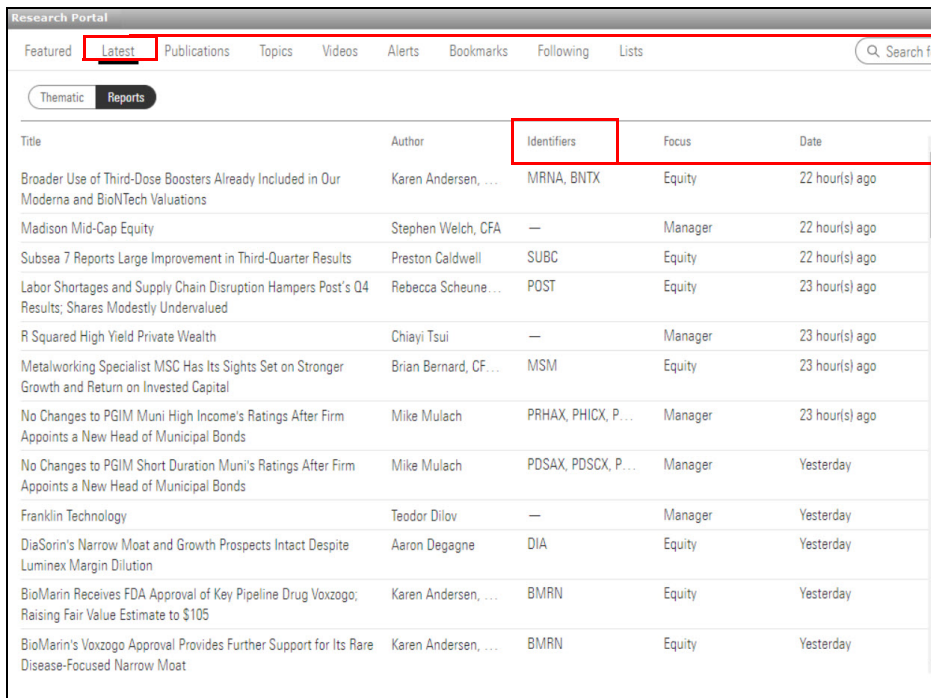 Research Portal
Featured Latest Publications Topics Videos Alerts Bookmarks Following Lists Search f
Thematic Reports
Title Author Identifiers Focus Date
Broader Use of Third-Dose Boosters Already Included in Our Karen Andersen, ... MRNA, BNTX Equity 22 hour(s) ago
Moderna and BioNTech Valuations
Madison Mid-Cap Equity Stephen Welch, CFA — Manager 22 hour(s) ago
Subsea 7 Reports Large Improvement in Third-Quarter Results Preston Caldwell SUBC Equity 22 hour(s) ago
Labor Shortages and Supply Chain Disruption Hampers Post's Q4 Rebecca Scheune... POST Equity 23 hour(s) ago
Results; Shares Modestly Undervalued
R Squared High Yield Private Wealth Chiayi Tsui — Manager 23 hour(s) ago
Metalworking Specialist MSC Has Its Sights Set on Stronger Brian Bernard, CF... MSM Equity 23 hour(s) ago
Growth and Return on Invested Capital
No Changes to PGIM Muni High Income's Ratings After Firm Mike Mulach PRHAX, PHICX, P... Manager 23 hour(s) ago
Appoints a New Head of Municipal Bonds
No Changes to PGIM Short Duration Muni's Ratings After Firm Mike Mulach PDSAX, PDSCX, P... Manager Yesterday
Appoints a New Head of Municipal Bonds
Franklin Technology Teodor Dilov — Manager Yesterday
DiaSorin's Narrow Moat and Growth Prospects Intact Despite Aaron Degagne DIA Equity Yesterday
Luminex Margin Dilution
BioMarin Receives FDA Approval of Key Pipeline Drug Voxzogo; Karen Andersen, ... BMRN Equity Yesterday
Raising Fair Value Estimate to $105
BioMarin's Voxzogo Approval Provides Further Support for Its Rare Karen Andersen, ... BMRN Equity Yesterday
Disease-Focused Narrow Moat